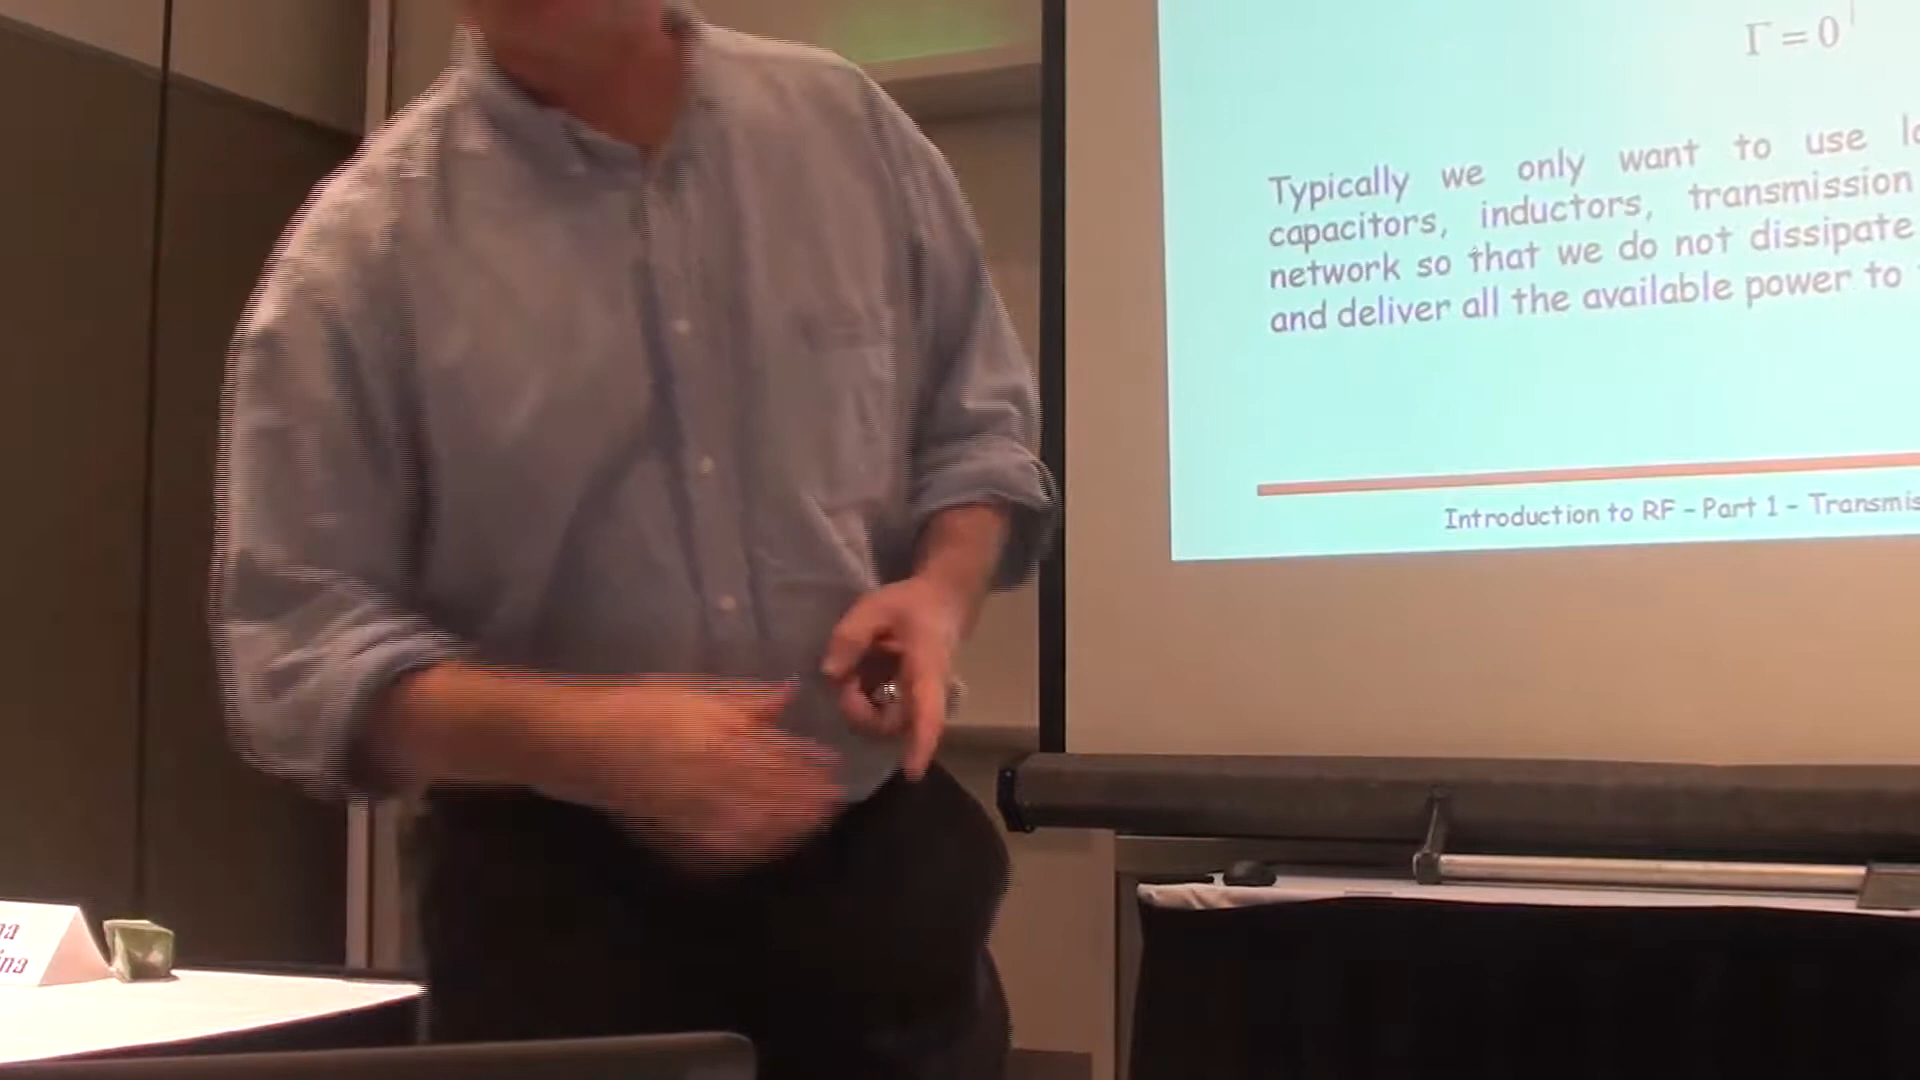 Γ = 0
Typically we only want to use
capacitors, inductors, transmission
network so that we do not dissipate
and deliver all the available power to
Introduction to RF - Part 1 -